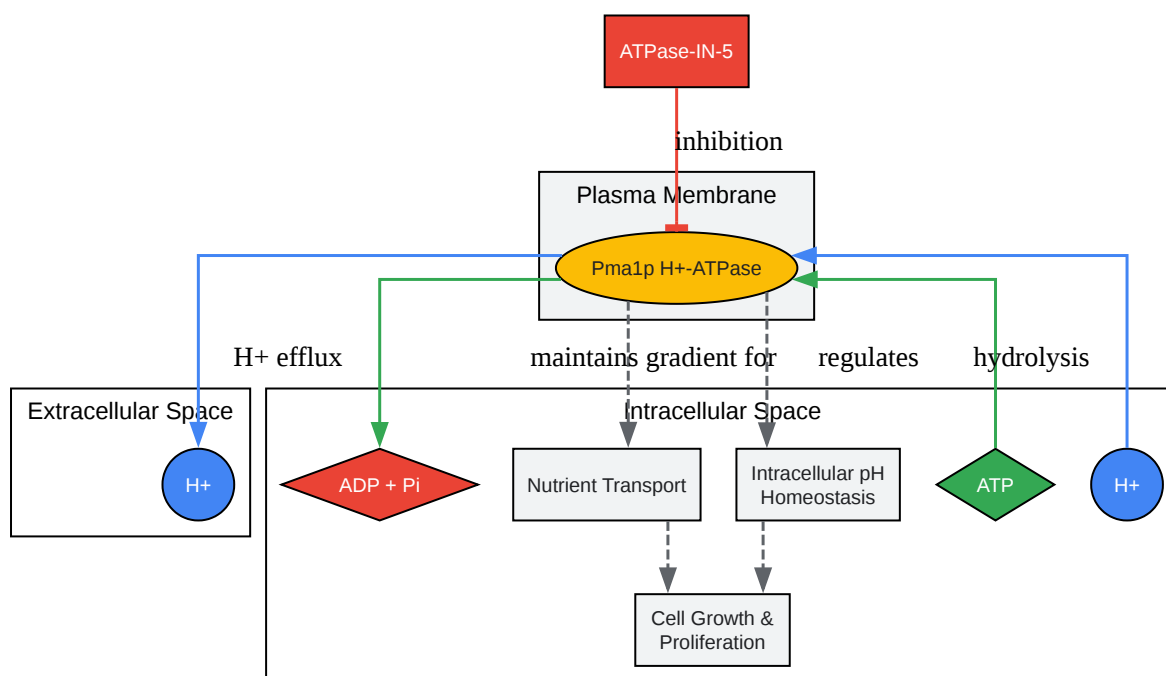 ATPase-IN-5
inhibition
Plasma Membrane
Pma1p H+-ATPase
H+ efflux
maintains gradient for
regulates
hydrolysis
Extracellular Space
Intracellular Space
H+
ADP + Pi
Nutrient Transport
Intracellular pH
Homeostasis
ATP
H+
Cell Growth &
Proliferation